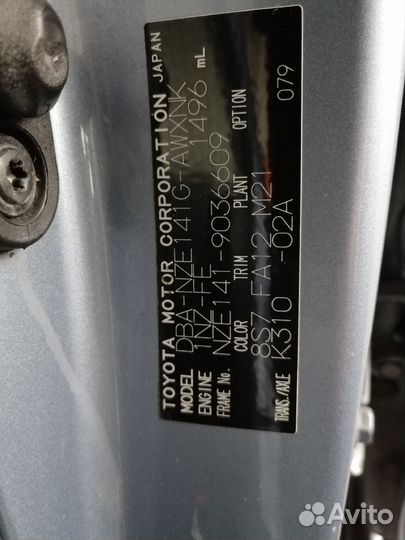 TOYOTA MOTOR CORPORATION JAPAN
MODEL DBA-NZE141G-AWXNK
ENGINE 1NZ-FE 1496 mL
FRAME No. NZE141-9036609
COLOR TRIM PLANT OPTION
8S7 FA12 M21 079
TRANS./AXLE K310 -02A
Avito